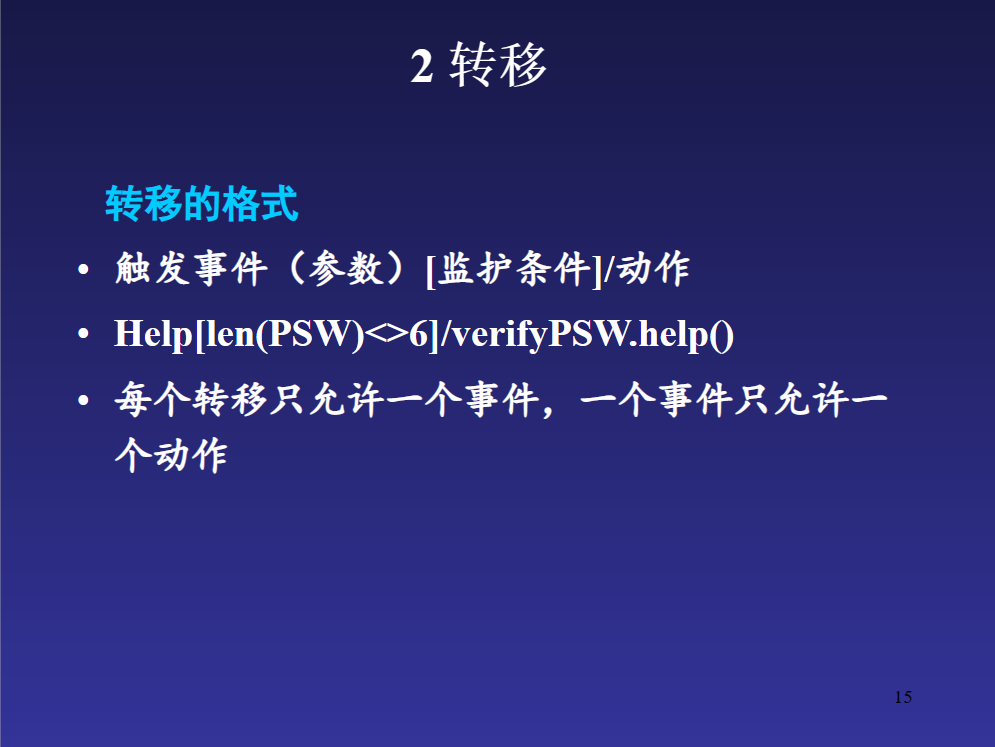 2 转移
转移的格式
• 触发事件（参数）[监护条件]/动作
• Help[len(PSW)<>6]/verifyPSW.help()
• 每个转移只允许一个事件，一个事件只允许一
个动作
15